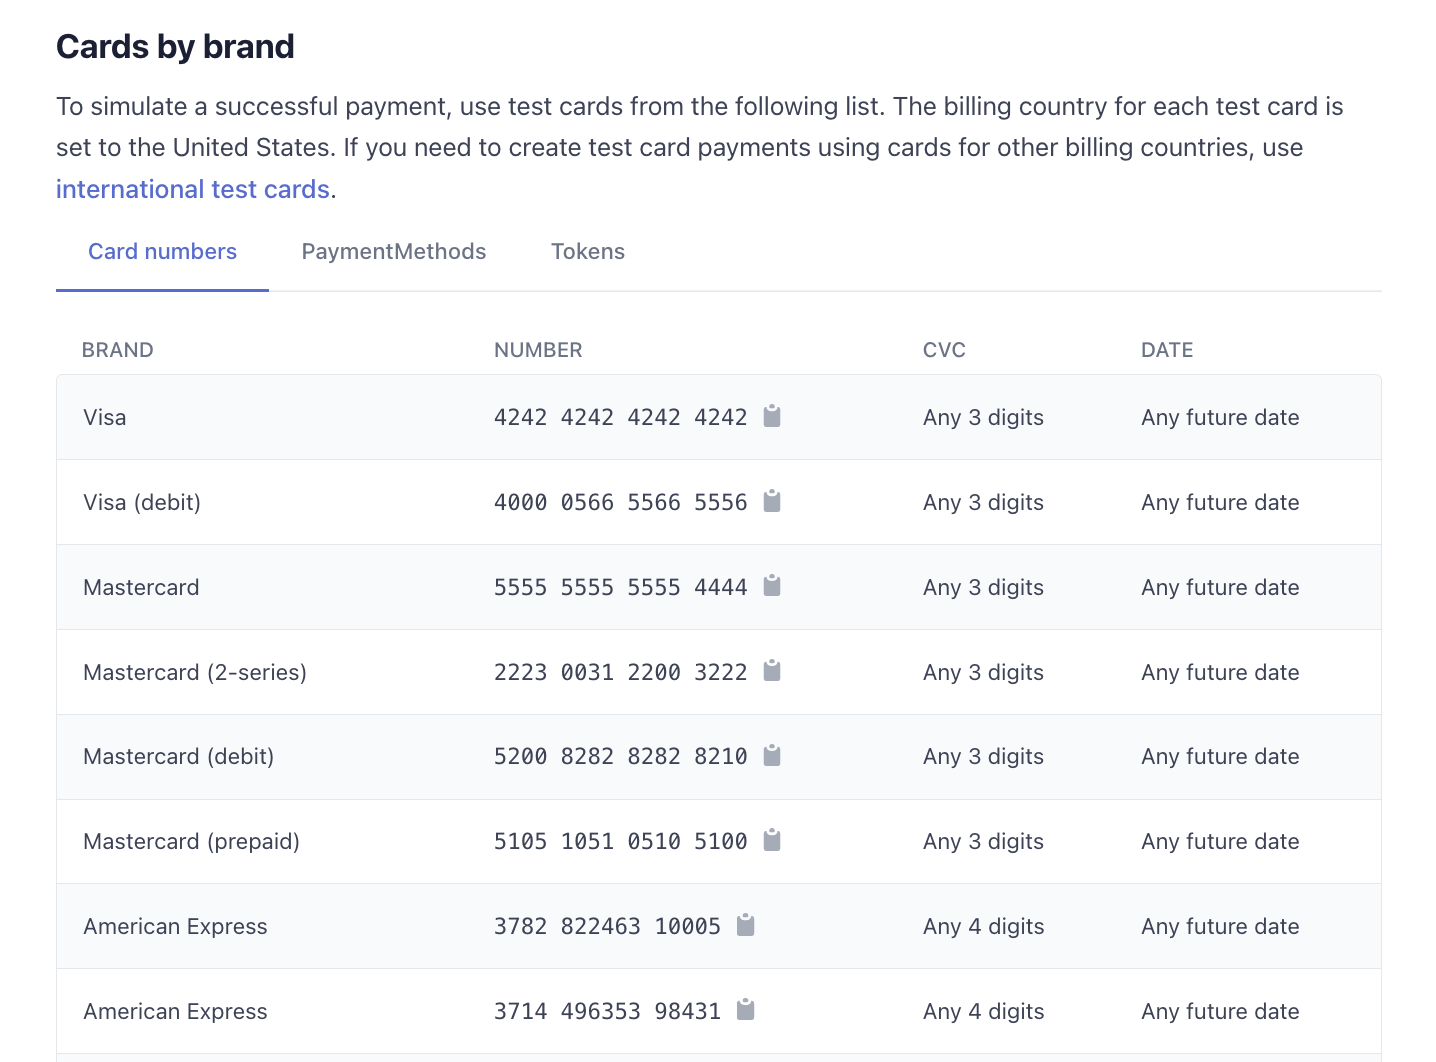 Cards by brand
To simulate a successful payment, use test cards from the following list. The billing country for each test card is
set to the United States. If you need to create test card payments using cards for other billing countries, use
international test cards.
Card numbers PaymentMethods Tokens
BRAND NUMBER CVC DATE
Visa 4242 4242 4242 4242 Any 3 digits Any future date
Visa (debit) 4000 0566 5566 5556 Any 3 digits Any future date
Mastercard 5555 5555 5555 4444 Any 3 digits Any future date
Mastercard (2-series) 2223 0031 2200 3222 Any 3 digits Any future date
Mastercard (debit) 5200 8282 8282 8210 Any 3 digits Any future date
Mastercard (prepaid) 5105 1051 0510 5100 Any 3 digits Any future date
American Express 3782 822463 10005 Any 4 digits Any future date
American Express 3714 496353 98431 Any 4 digits Any future date